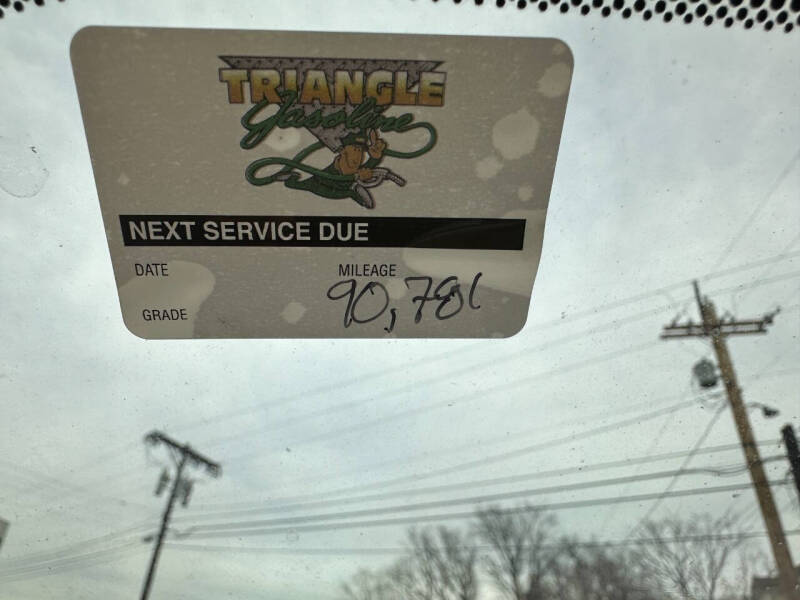 TRIANGLE
Gasoline
NEXT SERVICE DUE
DATE MILEAGE
90,781
GRADE